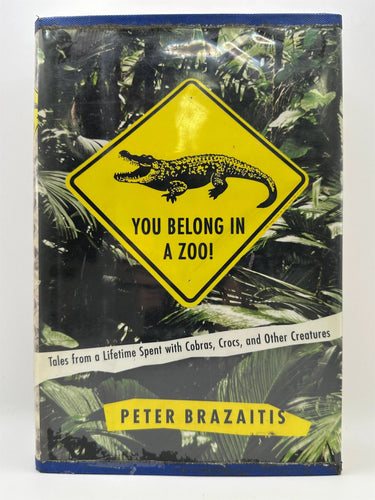 YOU BELONG IN
A ZOO!
Tales from a Lifetime Spent with Cobras, Crocs, and Other Creatures
PETER BRAZAITIS